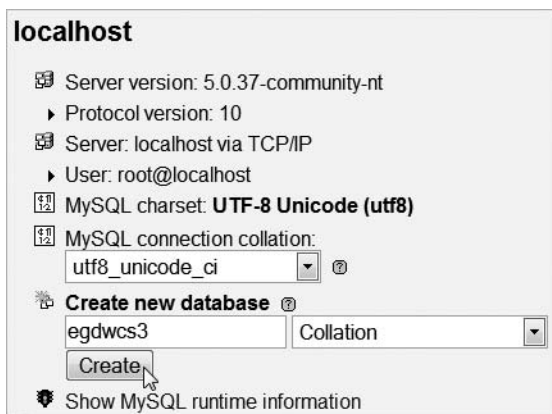 localhost
Server version: 5.0.37-community-nt
Protocol version: 10
Server: localhost via TCP/IP
User: root@localhost
MySQL charset: UTF-8 Unicode (utf8)
MySQL connection collation:
utf8_unicode_ci
Create new database
egdwcs3 Collation
Create
Show MySQL runtime information